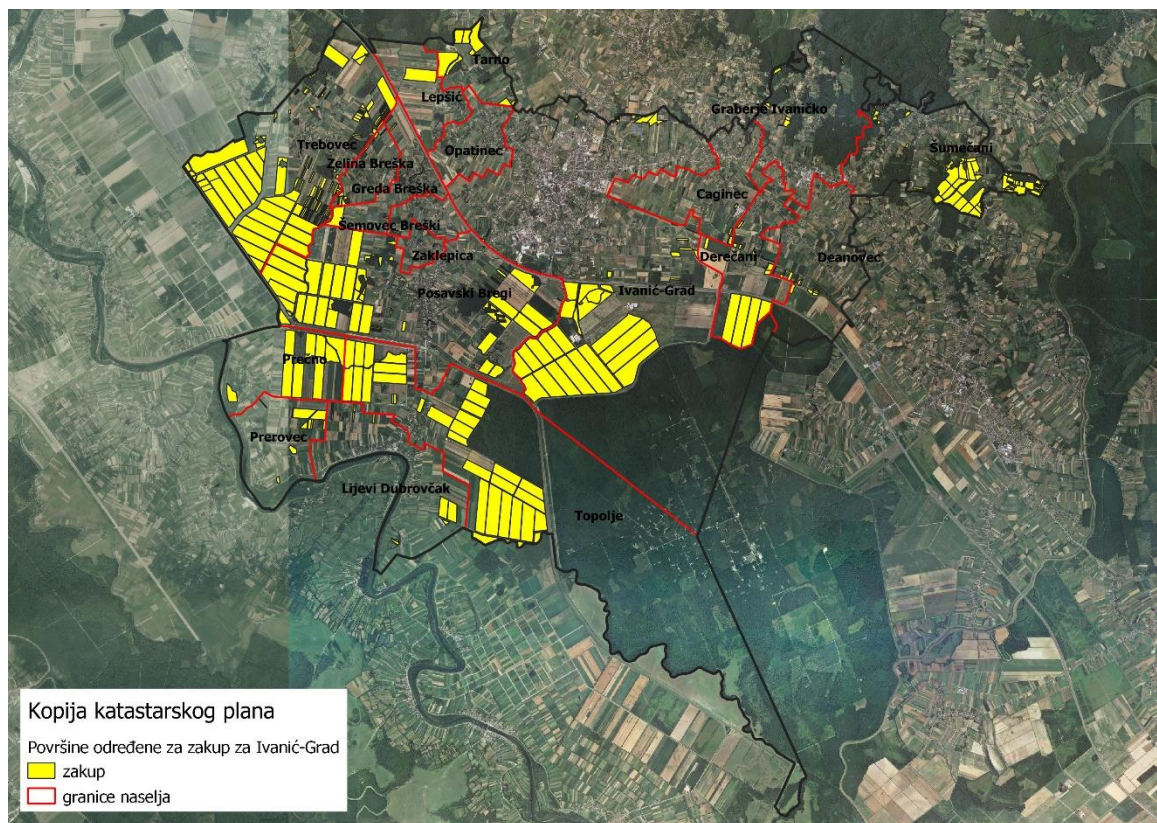 Tarno
Lepšić
Graberje Ivaničko
Trebovec
Opatinec
Šumećani
Zelina Breška
Greda Breška
Caginec
Šemovec Breški
Zaklepica
Derečani
Deanovec
Posavski Bregi
Ivanić-Grad
Prečno
Prerovec
Lijevi Dubrovčak
Topolje
Kopija katastarskog plana
Površine određene za zakup za Ivanić-Grad
zakup
granice naselja